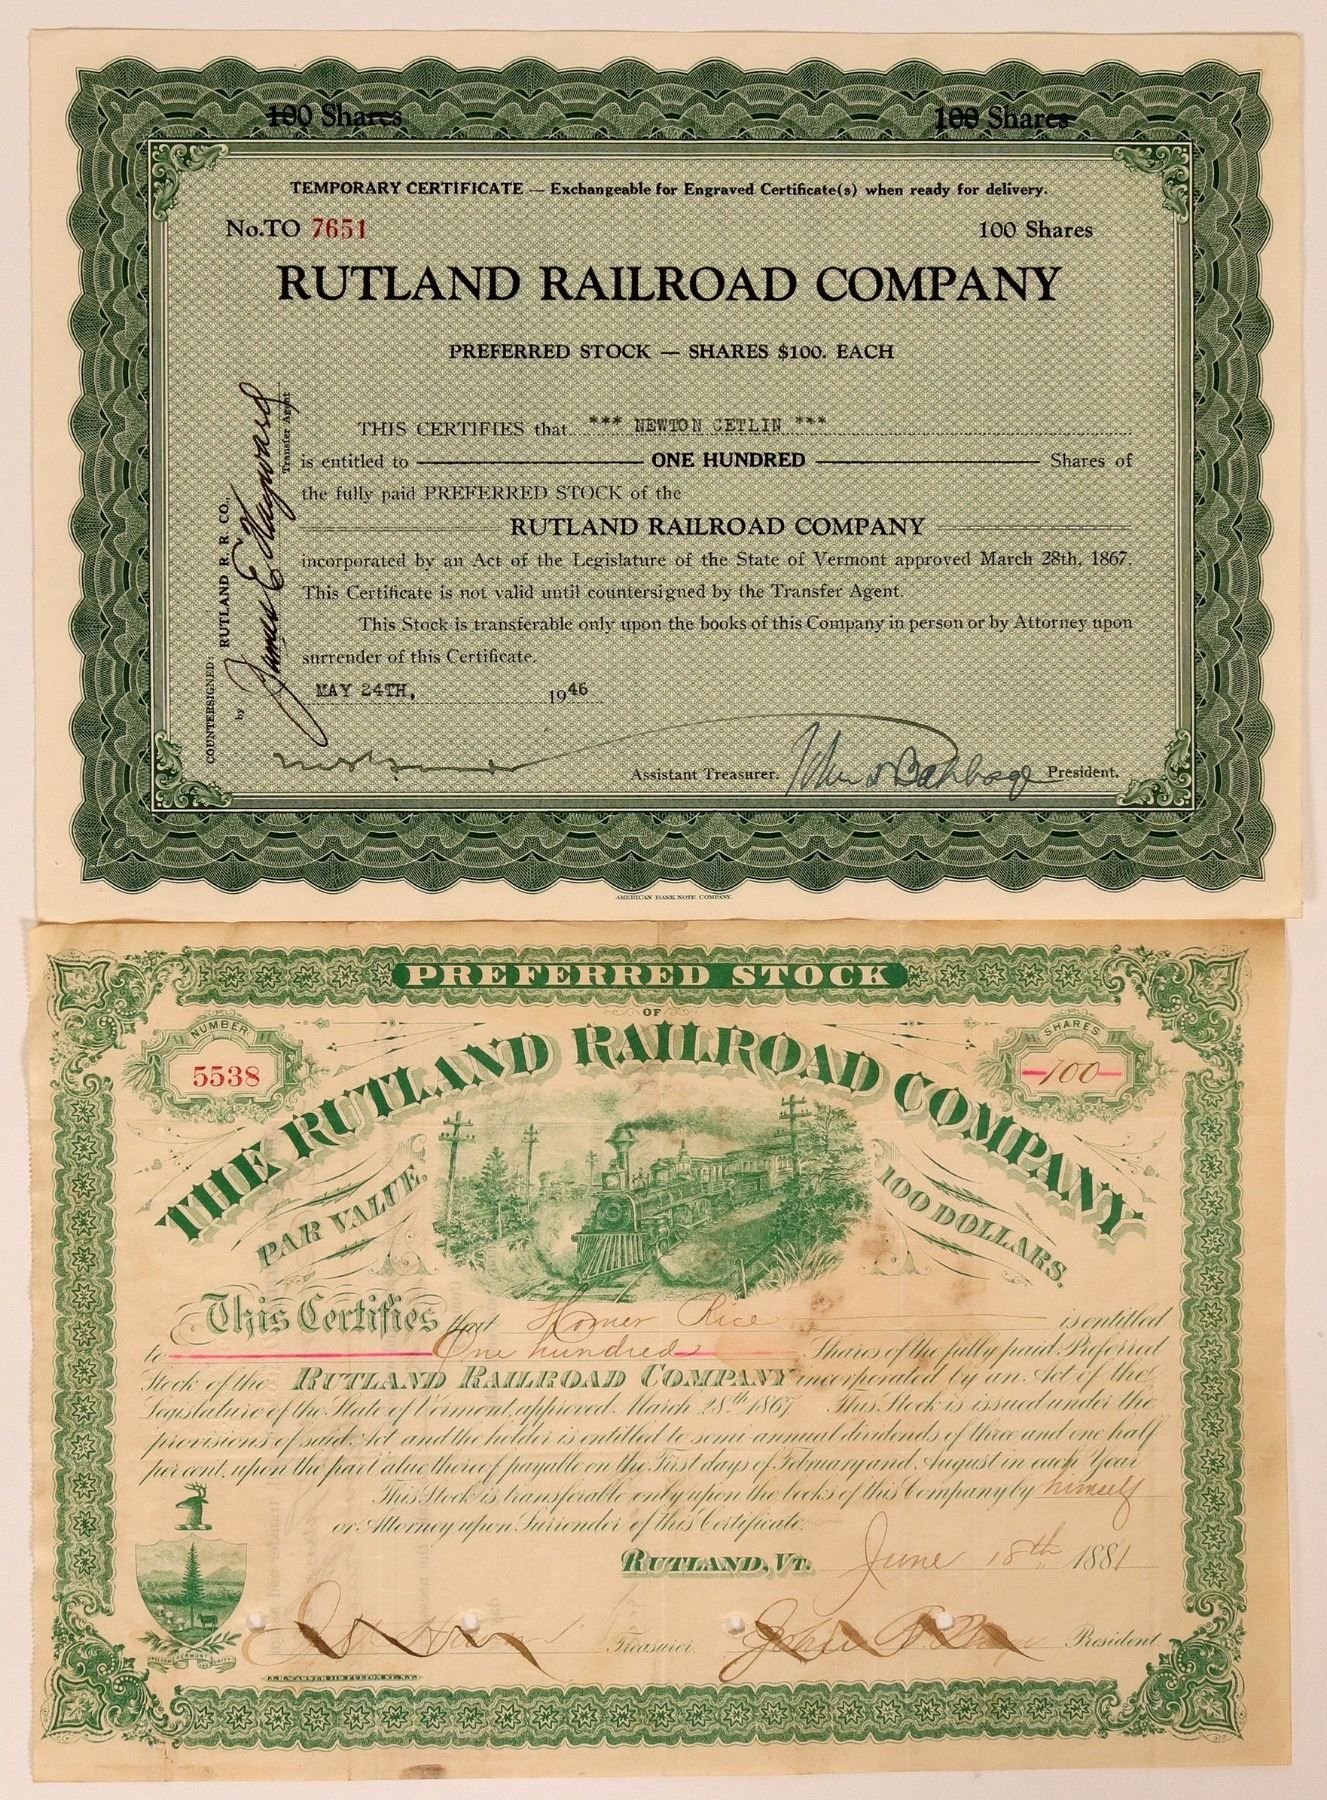 100 Shares 100 Shares
TEMPORARY CERTIFICATE — Exchangeable for Engraved Certificate(s) when ready for delivery.
No.TO 7651 100 Shares
RUTLAND RAILROAD COMPANY
PREFERRED STOCK — SHARES $100. EACH
THIS CERTIFIES that *** NEWTON CETLIN ***
is entitled to ONE HUNDRED Shares of
the fully paid PREFERRED STOCK of the
RUTLAND RAILROAD COMPANY
incorporated by an Act of the Legislature of the State of Vermont approved March 28th, 1867.
This Certificate is not valid until countersigned by the Transfer Agent.
This Stock is transferable only upon the books of this Company in person or by Attorney upon
surrender of this Certificate.
MAY 24TH, 1946
COUNTERSIGNED: RUTLAND R. R. CO.,
by James E Hayward
Transfer Agent
Assistant Treasurer. President.
AMERICAN BANK NOTE COMPANY.
PREFERRED STOCK
OF
NUMBER SHARES
5538 100
THE RUTLAND RAILROAD COMPANY
PAR VALUE, 100 DOLLARS.
This Certifies that Homer Rice is entitled
to One hundred Shares of the fully paid Preferred
Stock of the RUTLAND RAILROAD COMPANY incorporated by an Act of the
Legislature of the State of Vermont, approved March 28th 1867 This Stock is issued under the
provisions of said Act and the holder is entitled to semi-annual dividends of three and one half
per cent. upon the par value thereof payable on the First days of February and August in each Year
This Stock is transferable only upon the books of this Company by himself
or Attorney upon Surrender of this Certificate.
RUTLAND, VT. June 18th 1881
Treasurer. President.
FREEDOM VERMONT AND UNITY
J. H. WARNER 110 FULTON ST. N.Y.